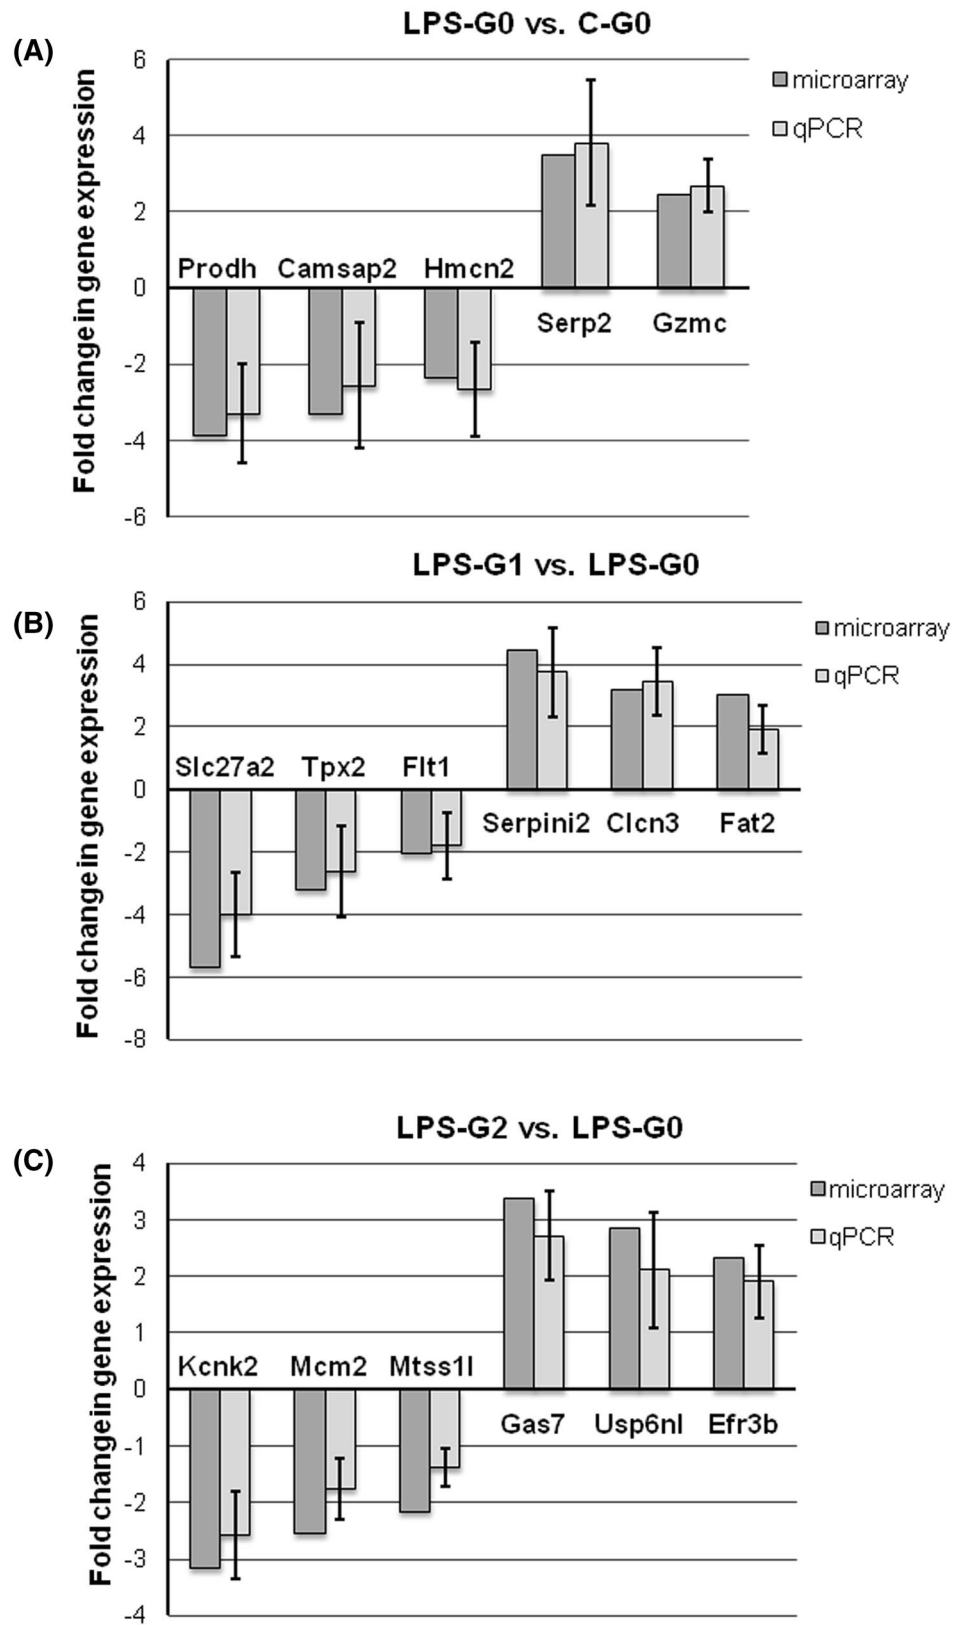 (A)
LPS-G0 vs. C-G0
Fold change in gene expression
6
4
2
0
-2
-4
-6
Prodh Camsap2 Hmcn2
Serp2 Gzmc
microarray
qPCR
(B)
LPS-G1 vs. LPS-G0
Fold change in gene expression
6
4
2
0
-2
-4
-6
-8
Slc27a2 Tpx2 Flt1
Serpini2 Clcn3 Fat2
microarray
qPCR
(C)
LPS-G2 vs. LPS-G0
Fold change in gene expression
4
3
2
1
0
-1
-2
-3
-4
Kcnk2 Mcm2 Mtss1l
Gas7 Usp6nl Efr3b
microarray
qPCR